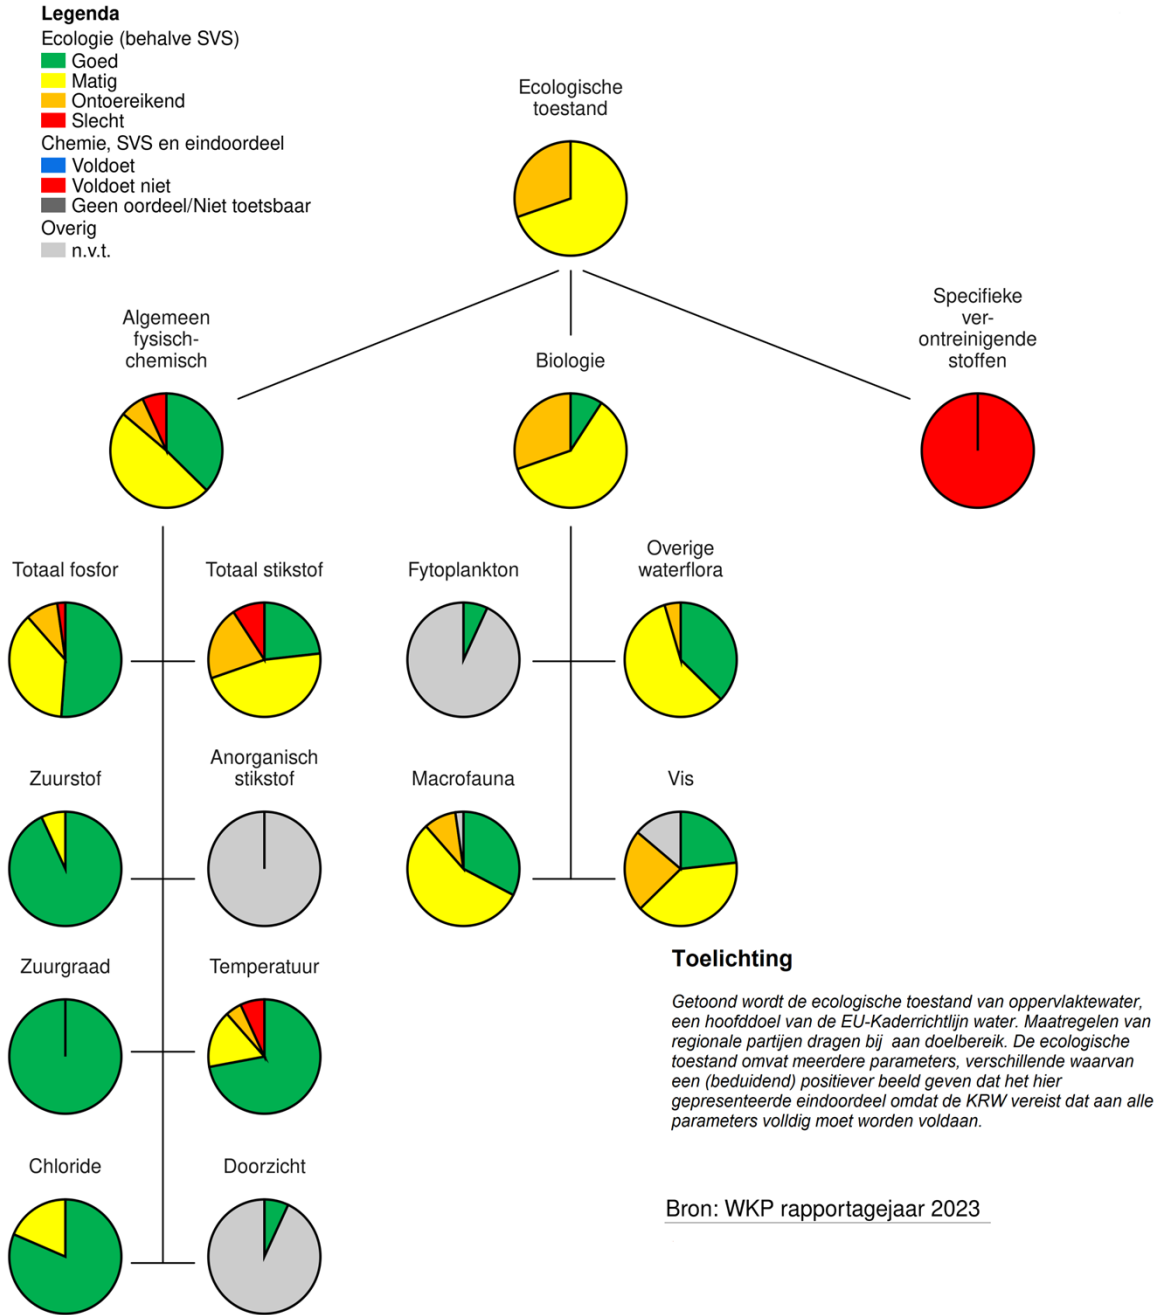 Legenda
Ecologie (behalve SVS)
Goed
Matig
Ontoereikend
Slecht
Chemie, SVS en eindoordeel
Voldoet
Voldoet niet
Geen oordeel/Niet toetsbaar
Overig
n.v.t.
Ecologische
toestand
Algemeen
fysisch-
chemisch
Biologie
Specifieke
ver-
ontreinigende
stoffen
Totaal fosfor
Totaal stikstof
Fytoplankton
Overige
waterflora
Zuurstof
Anorganisch
stikstof
Macrofauna
Vis
Zuurgraad
Temperatuur
Chloride
Doorzicht
Toelichting
Getoond wordt de ecologische toestand van oppervlaktewater,
een hoofddoel van de EU-Kaderrichtlijn water. Maatregelen van
regionale partijen dragen bij  aan doelbereik. De ecologische
toestand omvat meerdere parameters, verschillende waarvan
een (beduidend) positiever beeld geven dat het hier
gepresenteerde eindoordeel omdat de KRW vereist dat aan alle
parameters volldig moet worden voldaan.
Bron: WKP rapportagejaar 2023